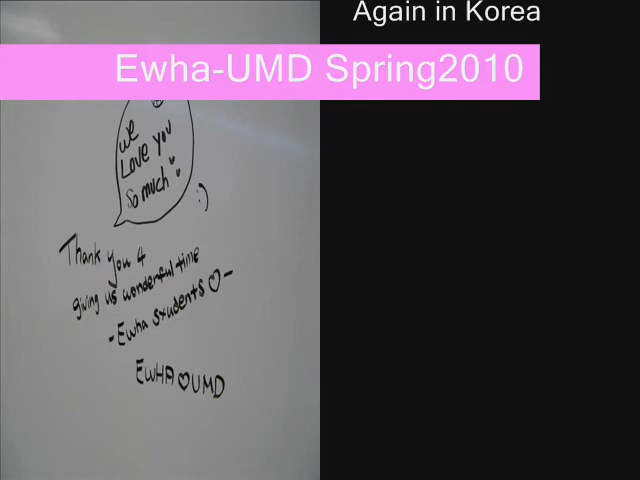 Again in Korea
Ewha-UMD Spring2010
We
Love you
so much
:)
Thank you 4
giving us wonderful time
- Ewha students ♡ -
EWHA ♡ UMD